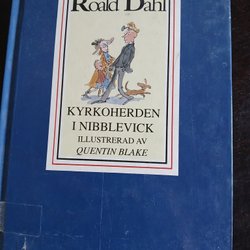 Roald Dahl
KYRKOHERDEN
I NIBBLEVICK
ILLUSTRERAD AV
QUENTIN BLAKE